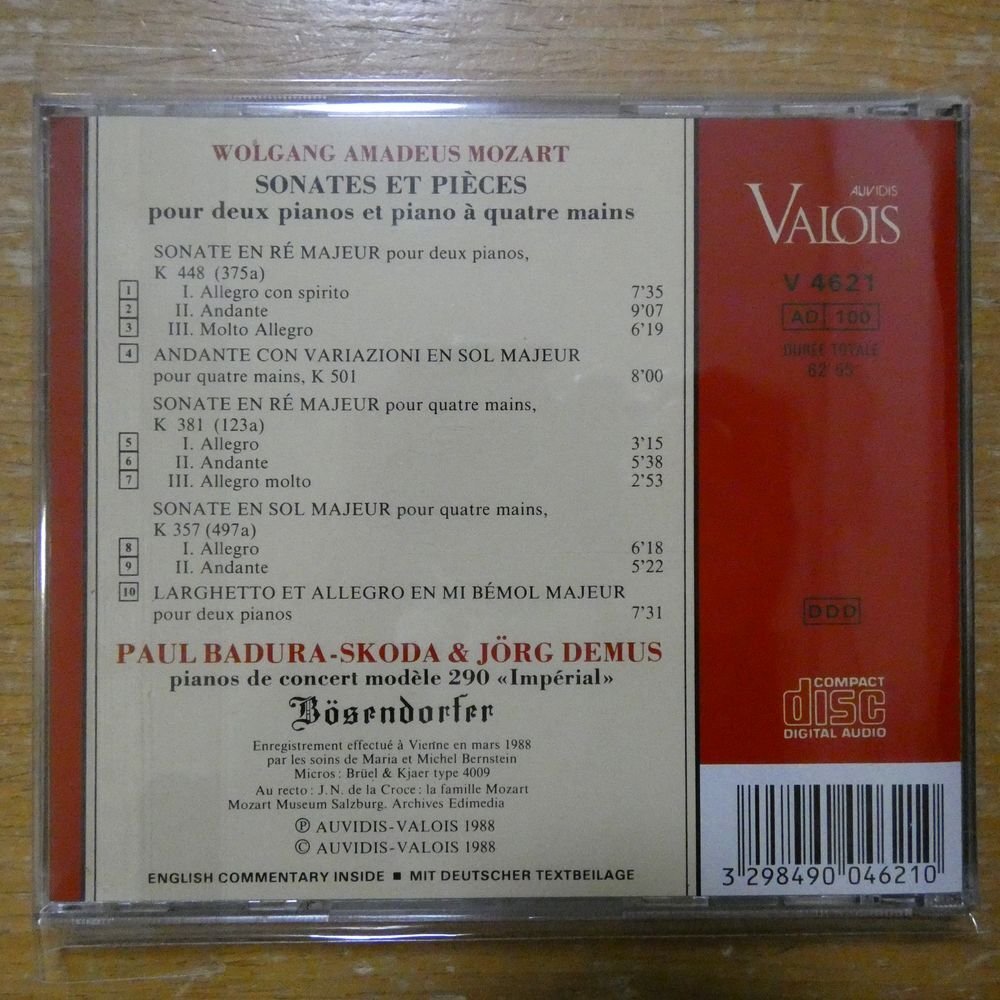 WOLGANG AMADEUS MOZART
SONATES ET PIÈCES
pour deux pianos et piano à quatre mains
SONATE EN RÉ MAJEUR pour deux pianos,
K 448 (375a)
1 I. Allegro con spirito 7'35
2 II. Andante 9'07
3 III. Molto Allegro 6'19
4 ANDANTE CON VARIAZIONI EN SOL MAJEUR
pour quatre mains, K 501 8'00
SONATE EN RÉ MAJEUR pour quatre mains,
K 381 (123a)
5 I. Allegro 3'15
6 II. Andante 5'38
7 III. Allegro molto 2'53
SONATE EN SOL MAJEUR pour quatre mains,
K 357 (497a)
8 I. Allegro 6'18
9 II. Andante 5'22
10 LARGHETTO ET ALLEGRO EN MI BÉMOL MAJEUR
pour deux pianos 7'31
PAUL BADURA-SKODA & JÖRG DEMUS
pianos de concert modèle 290 «Impérial»
Bösendorfer
Enregistrement effectué à Vienne en mars 1988
par les soins de Maria et Michel Bernstein
Micros : Brüel & Kjaer type 4009
Au recto : J.N. de la Croce : la famille Mozart
Mozart Museum Salzburg. Archives Edimedia
Ⓟ AUVIDIS-VALOIS 1988
© AUVIDIS-VALOIS 1988
ENGLISH COMMENTARY INSIDE ■ MIT DEUTSCHER TEXTBEILAGE
AUVIDIS
VALOIS
V 4621
AD 100
DURÉE TOTALE
62'55
DDD
COMPACT
disc
DIGITAL AUDIO
3 298490 046210